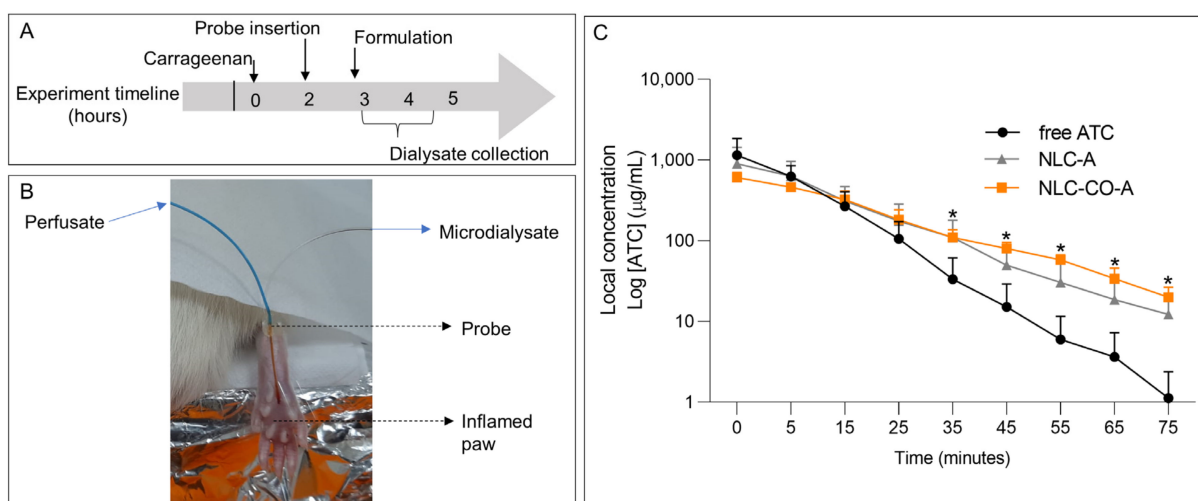 A
Probe insertion
Formulation
Carrageenan
Experiment timeline
(hours)
0 2 3 4 5
Dialysate collection
B
Perfusate
Microdialysate
Probe
Inflamed
paw
C
Local concentration
Log [ATC] (µg/mL)
10,000
1,000
100
10
1
free ATC
NLC-A
NLC-CO-A
* * * * *
0 5 15 25 35 45 55 65 75
Time (minutes)